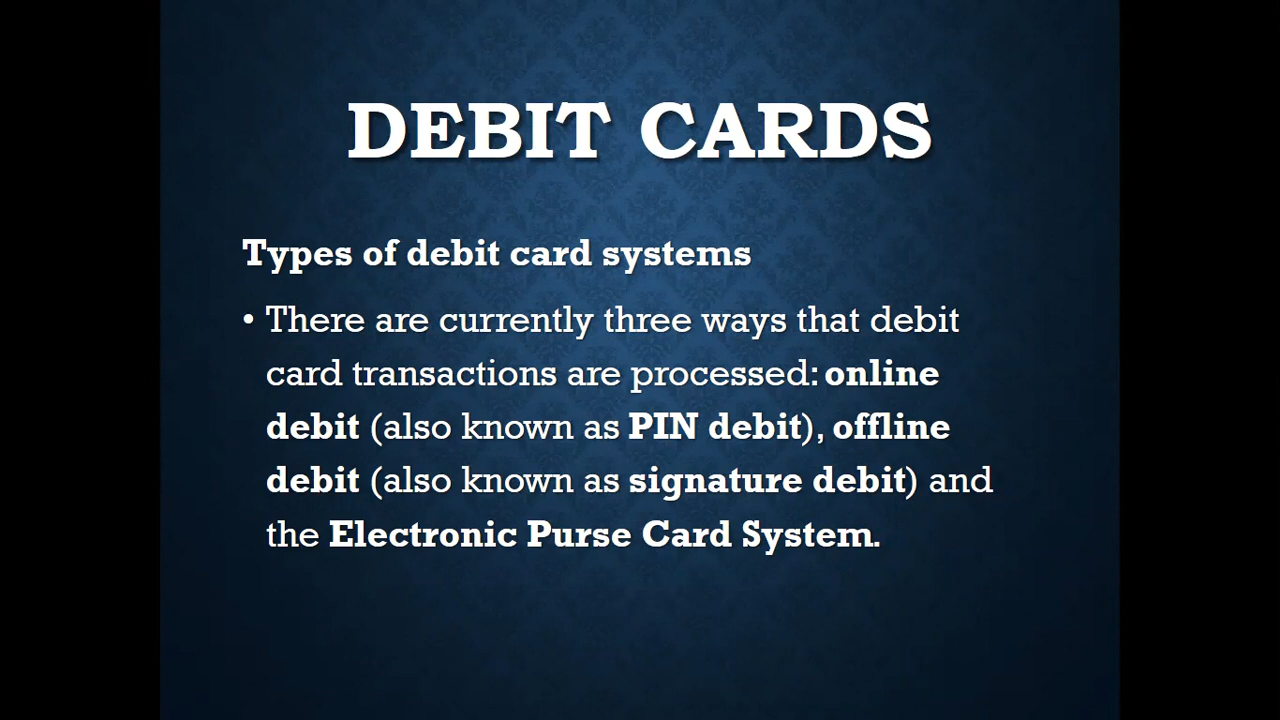 DEBIT CARDS
Types of debit card systems
• There are currently three ways that debit
card transactions are processed: online
debit (also known as PIN debit), offline
debit (also known as signature debit) and
the Electronic Purse Card System.